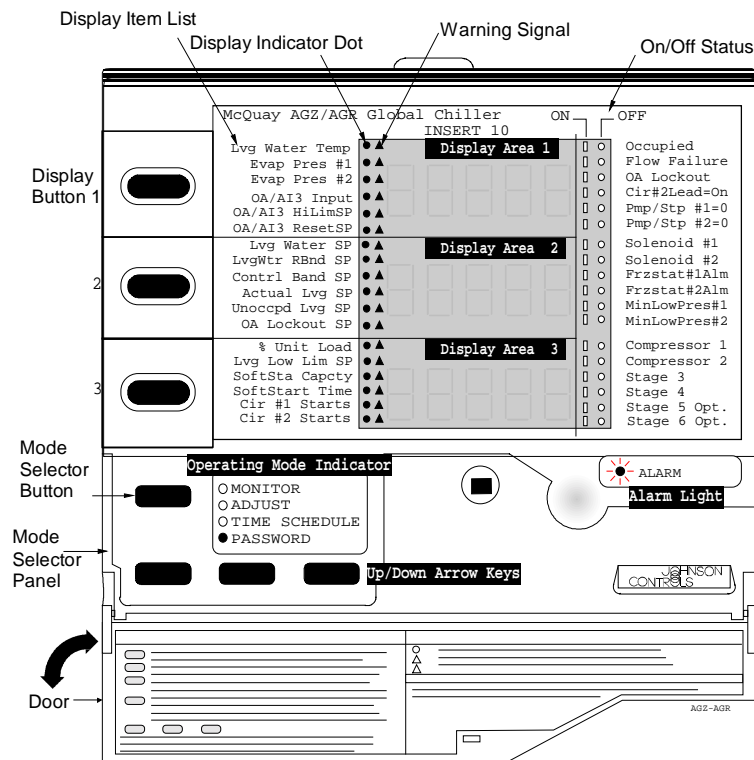 Display Item List
Display Indicator Dot
Warning Signal
On/Off Status
McQuay AGZ/AGR Global Chiller
INSERT 10
ON
OFF
Display Button 1
Lvg Water Temp
Evap Pres #1
Evap Pres #2
OA/AI3 Input
OA/AI3 HiLimSP
OA/AI3 ResetSP
Display Area 1
Occupied
Flow Failure
OA Lockout
Cir#2Lead=On
Pmp/Stp #1=0
Pmp/Stp #2=0
2
Lvg Water SP
LvgWtr RBnd SP
Contrl Band SP
Actual Lvg SP
Unoccpd Lvg SP
OA Lockout SP
Display Area 2
Solenoid #1
Solenoid #2
Frzstat#1Alm
Frzstat#2Alm
MinLowPres#1
MinLowPres#2
3
% Unit Load
Lvg Low Lim SP
SoftSta Capcty
SoftStart Time
Cir #1 Starts
Cir #2 Starts
Display Area 3
Compressor 1
Compressor 2
Stage 3
Stage 4
Stage 5 Opt.
Stage 6 Opt.
Mode
Selector
Button
Operating Mode Indicator
MONITOR
ADJUST
TIME SCHEDULE
PASSWORD
ALARM
Alarm Light
Mode
Selector
Panel
Up/Down Arrow Keys
JOHNSON
CONTROLS
Door
AGZ-AGR